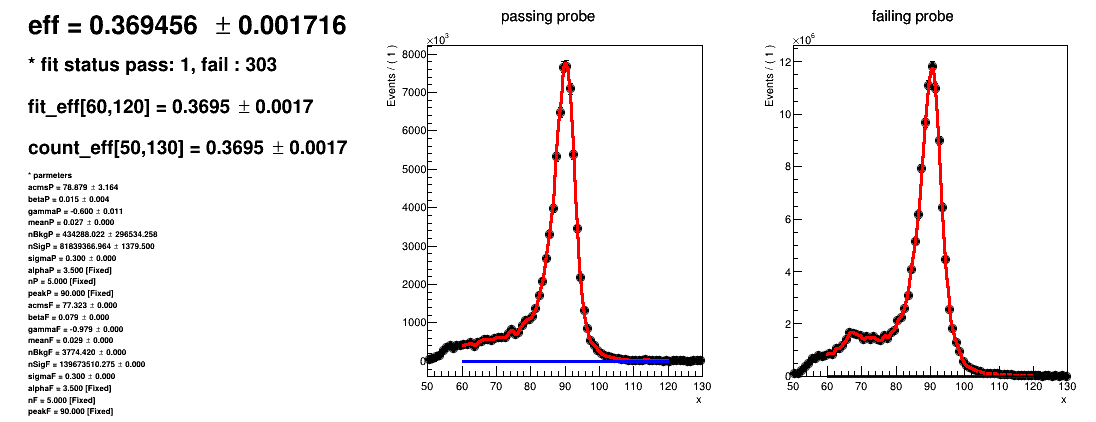 eff = 0.369456 ± 0.001716
* fit status pass: 1, fail : 303
fit_eff[60,120] = 0.3695 ± 0.0017
count_eff[50,130] = 0.3695 ± 0.0017
* parmeters
acmsP = 78.879 ± 3.164
betaP = 0.015 ± 0.004
gammaP = -0.600 ± 0.011
meanP = 0.027 ± 0.000
nBkgP = 434288.022 ± 296534.258
nSigP = 81839366.964 ± 1379.500
sigmaP = 0.300 ± 0.000
alphaP = 3.500 [Fixed]
nP = 5.000 [Fixed]
peakP = 90.000 [Fixed]
acmsF = 77.323 ± 0.000
betaF = 0.079 ± 0.000
gammaF = -0.979 ± 0.000
meanF = 0.029 ± 0.000
nBkgF = 3774.420 ± 0.000
nSigF = 139673510.275 ± 0.000
sigmaF = 0.300 ± 0.000
alphaF = 3.500 [Fixed]
nF = 5.000 [Fixed]
peakF = 90.000 [Fixed]
passing probe
×10³
Events / ( 1 )
8000
7000
6000
5000
4000
3000
2000
1000
0
50 60 70 80 90 100 110 120 130
x
failing probe
×10⁶
Events / ( 1 )
12
10
8
6
4
2
0
50 60 70 80 90 100 110 120 130
x